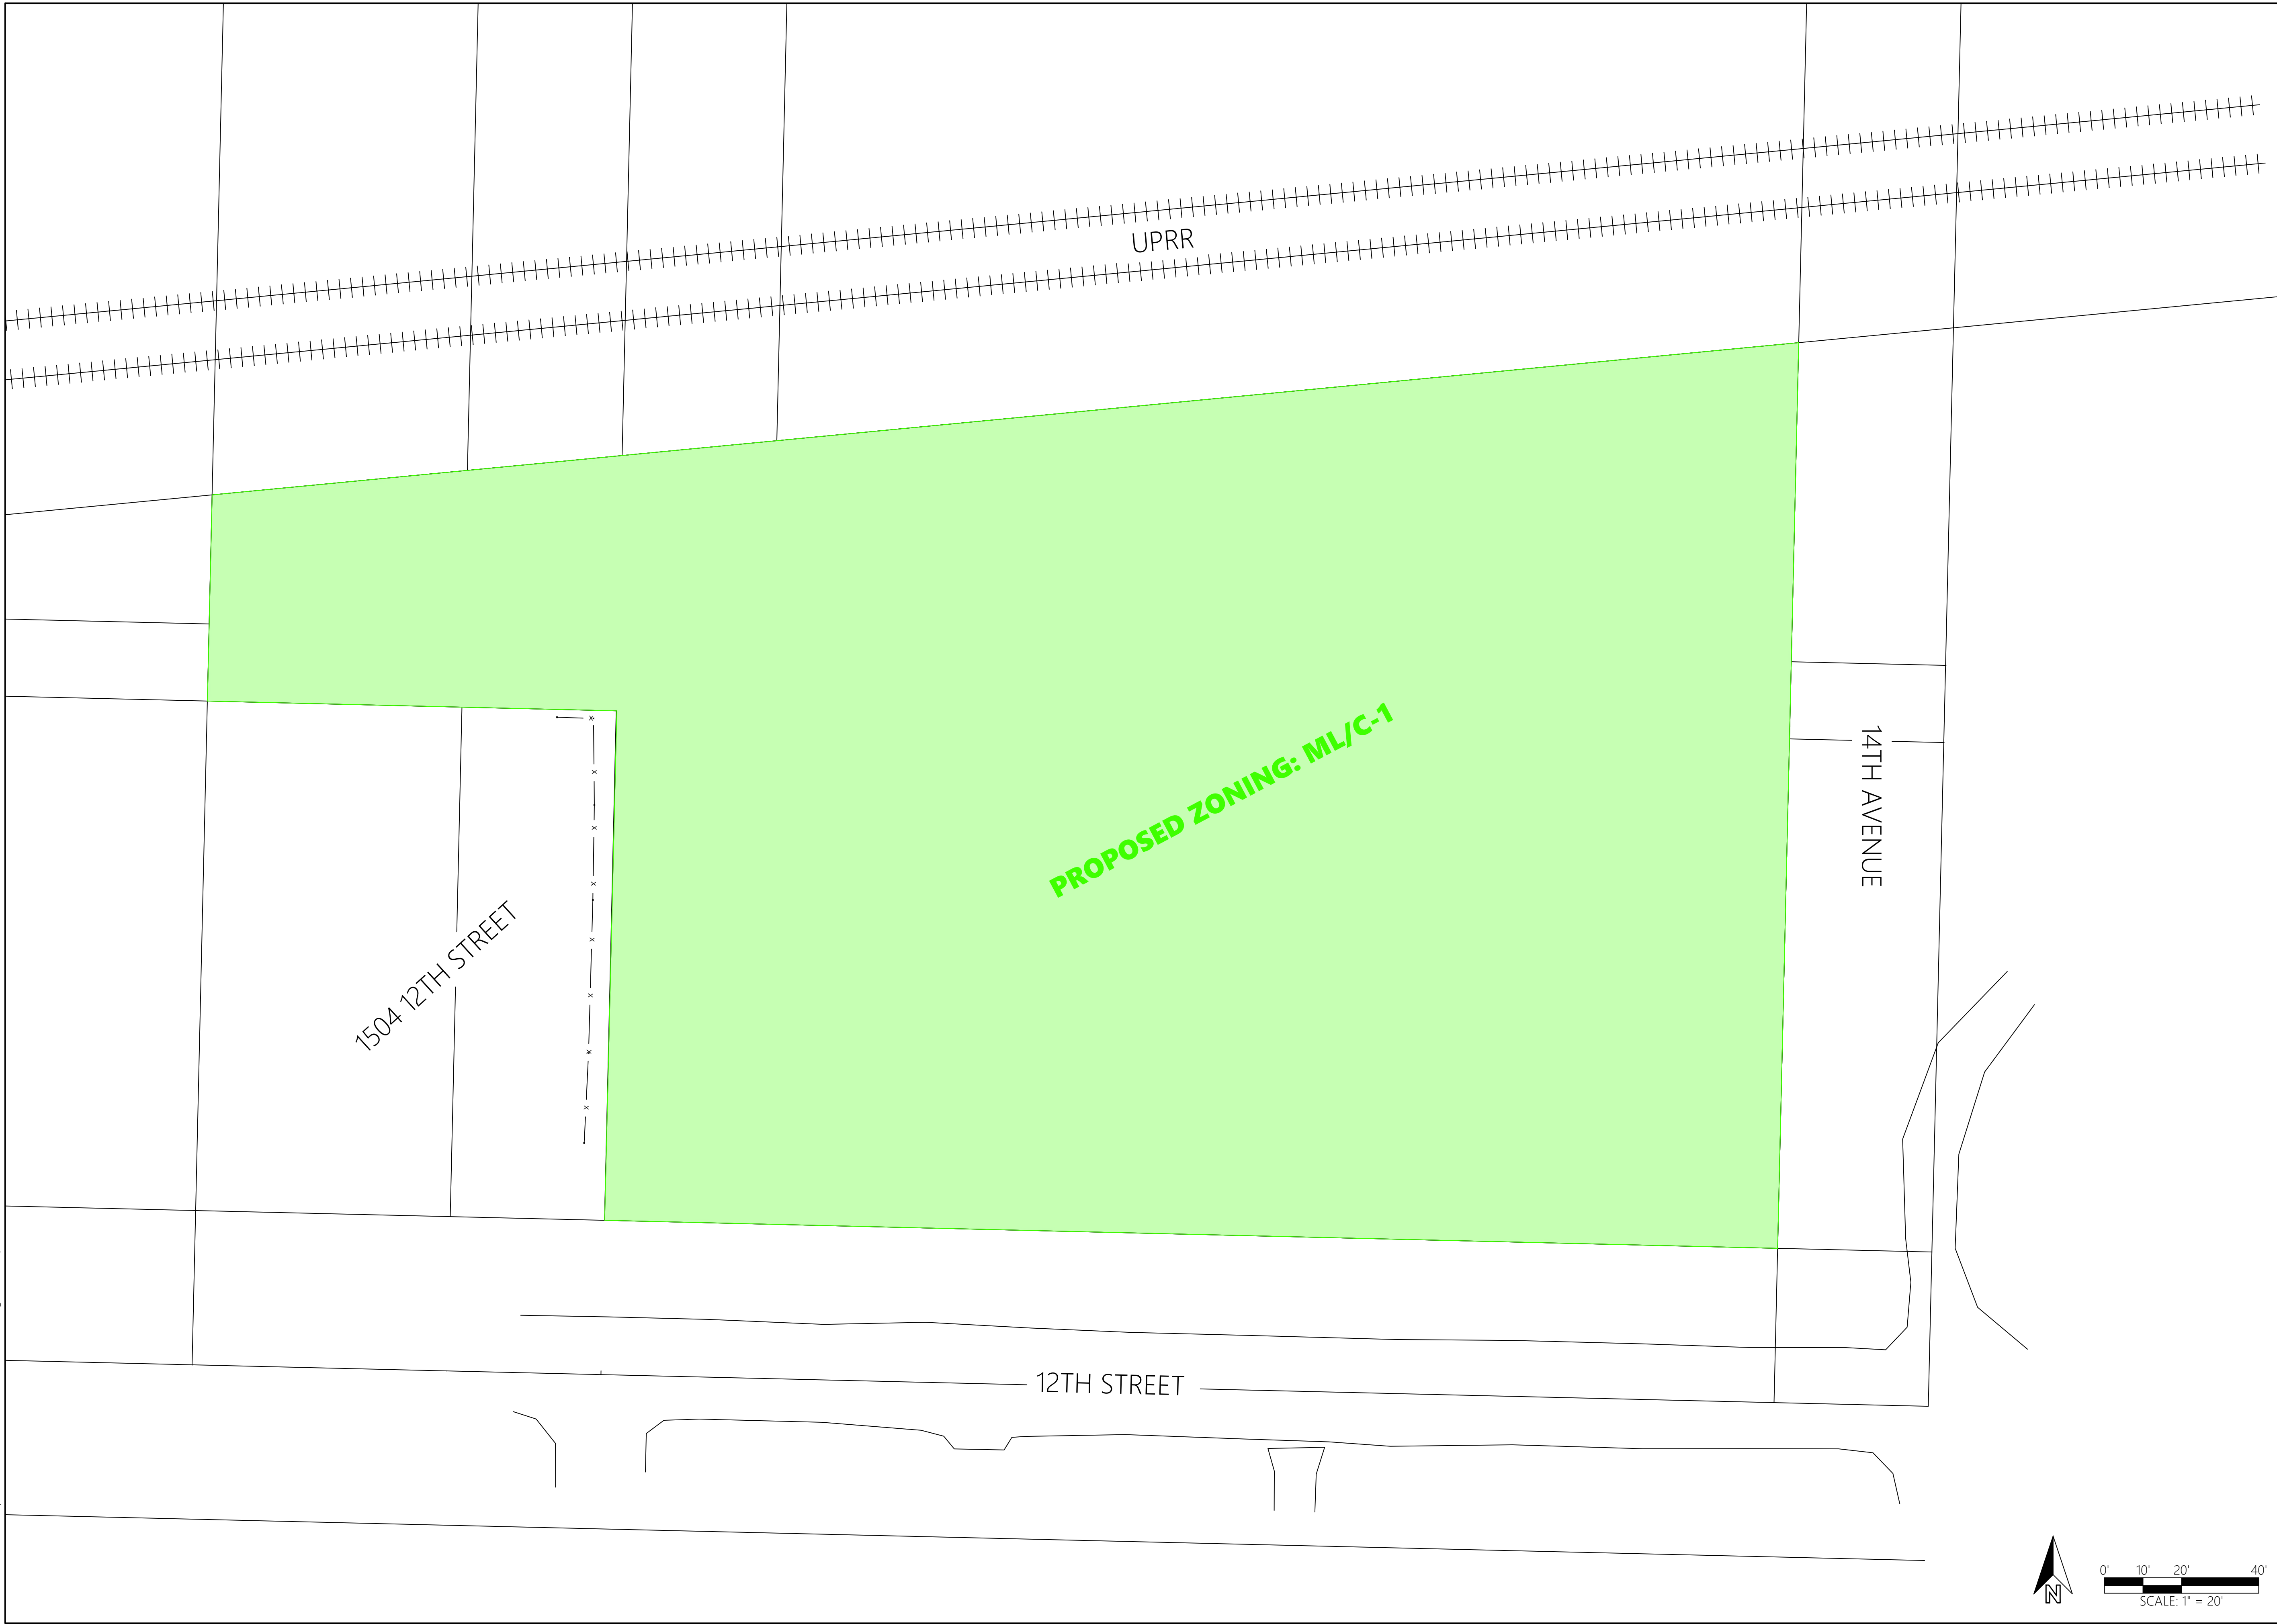 UPRR
PROPOSED ZONING: ML/C-1
14TH AVENUE
1504 12TH STREET
12TH STREET
N
0' 10' 20' 40'
SCALE: 1" = 20'